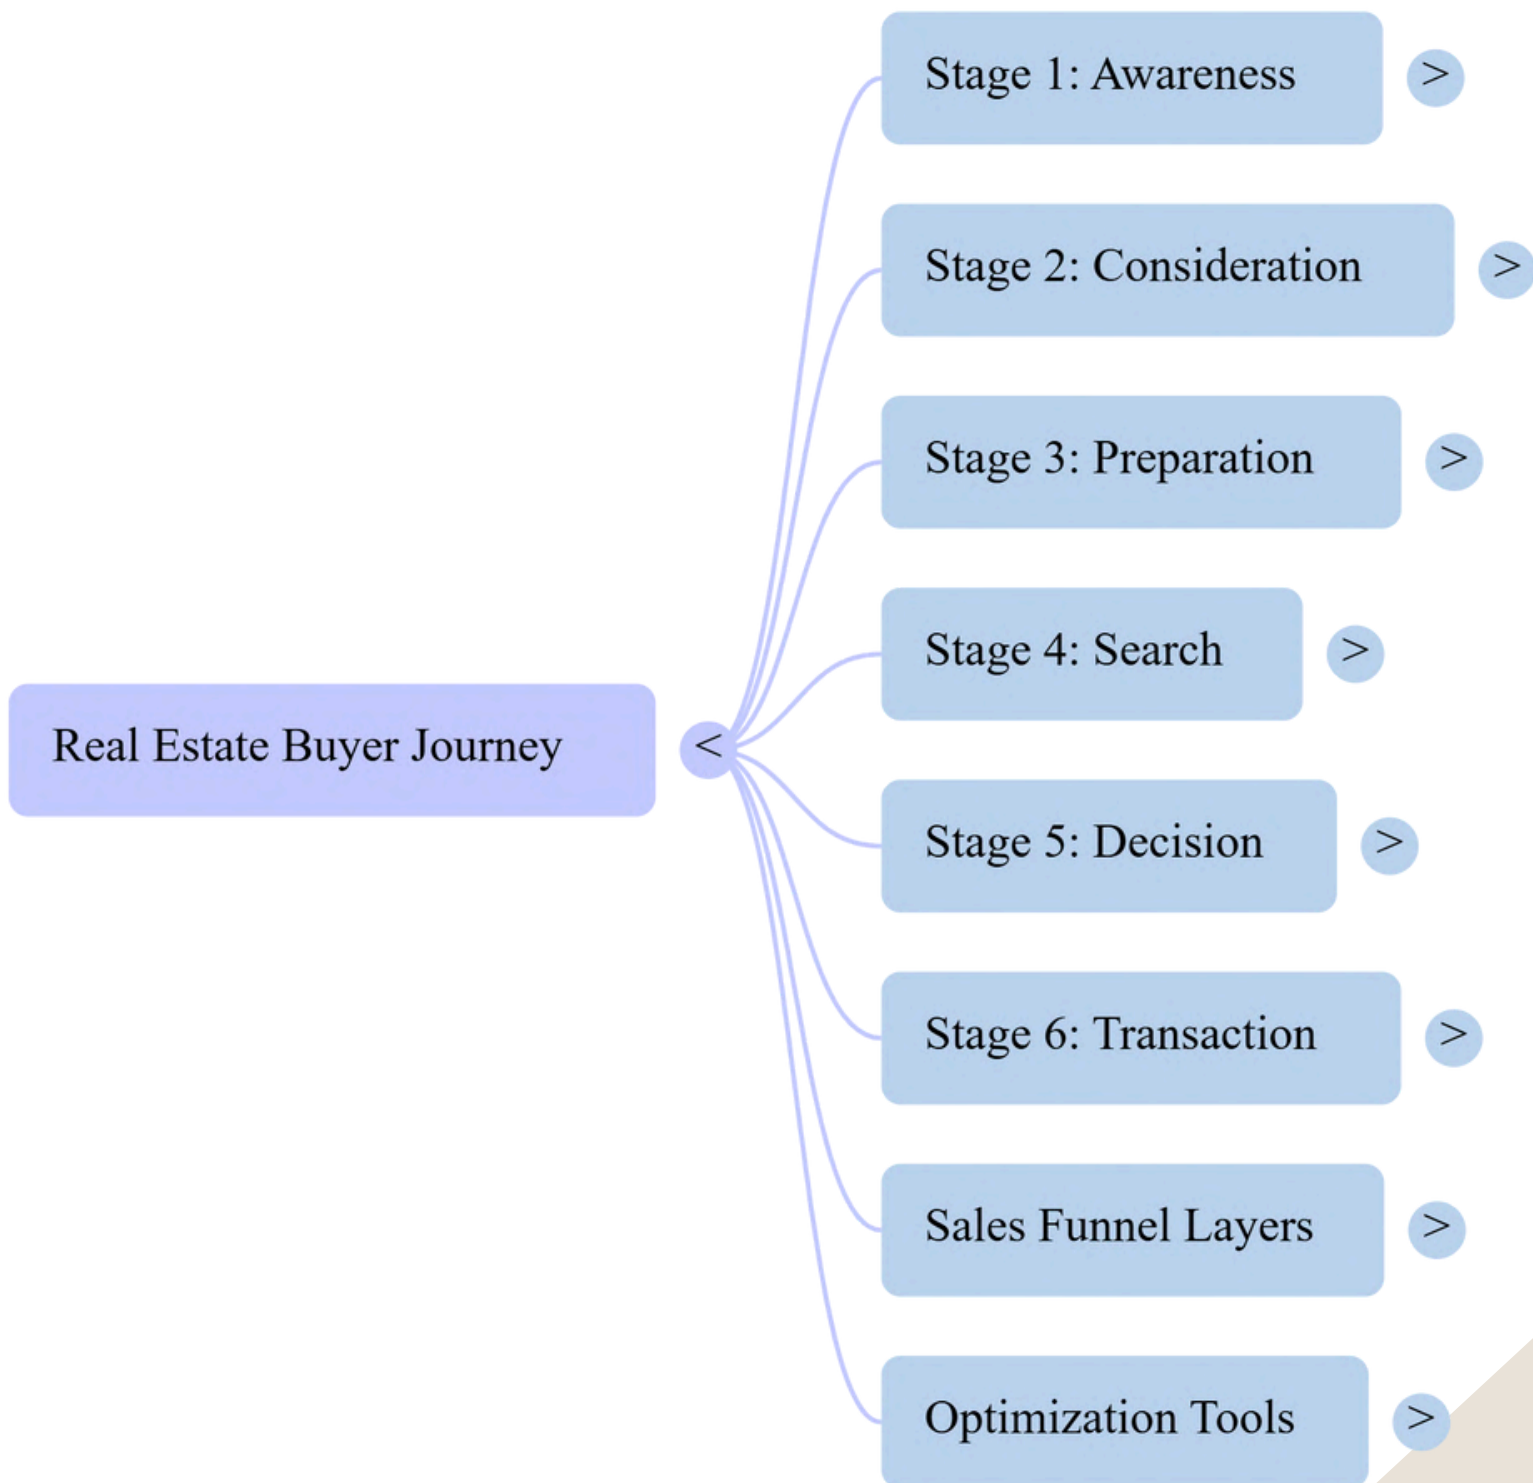 Stage 1: Awareness >
Stage 2: Consideration >
Stage 3: Preparation >
Stage 4: Search >
Real Estate Buyer Journey <
Stage 5: Decision >
Stage 6: Transaction >
Sales Funnel Layers >
Optimization Tools >